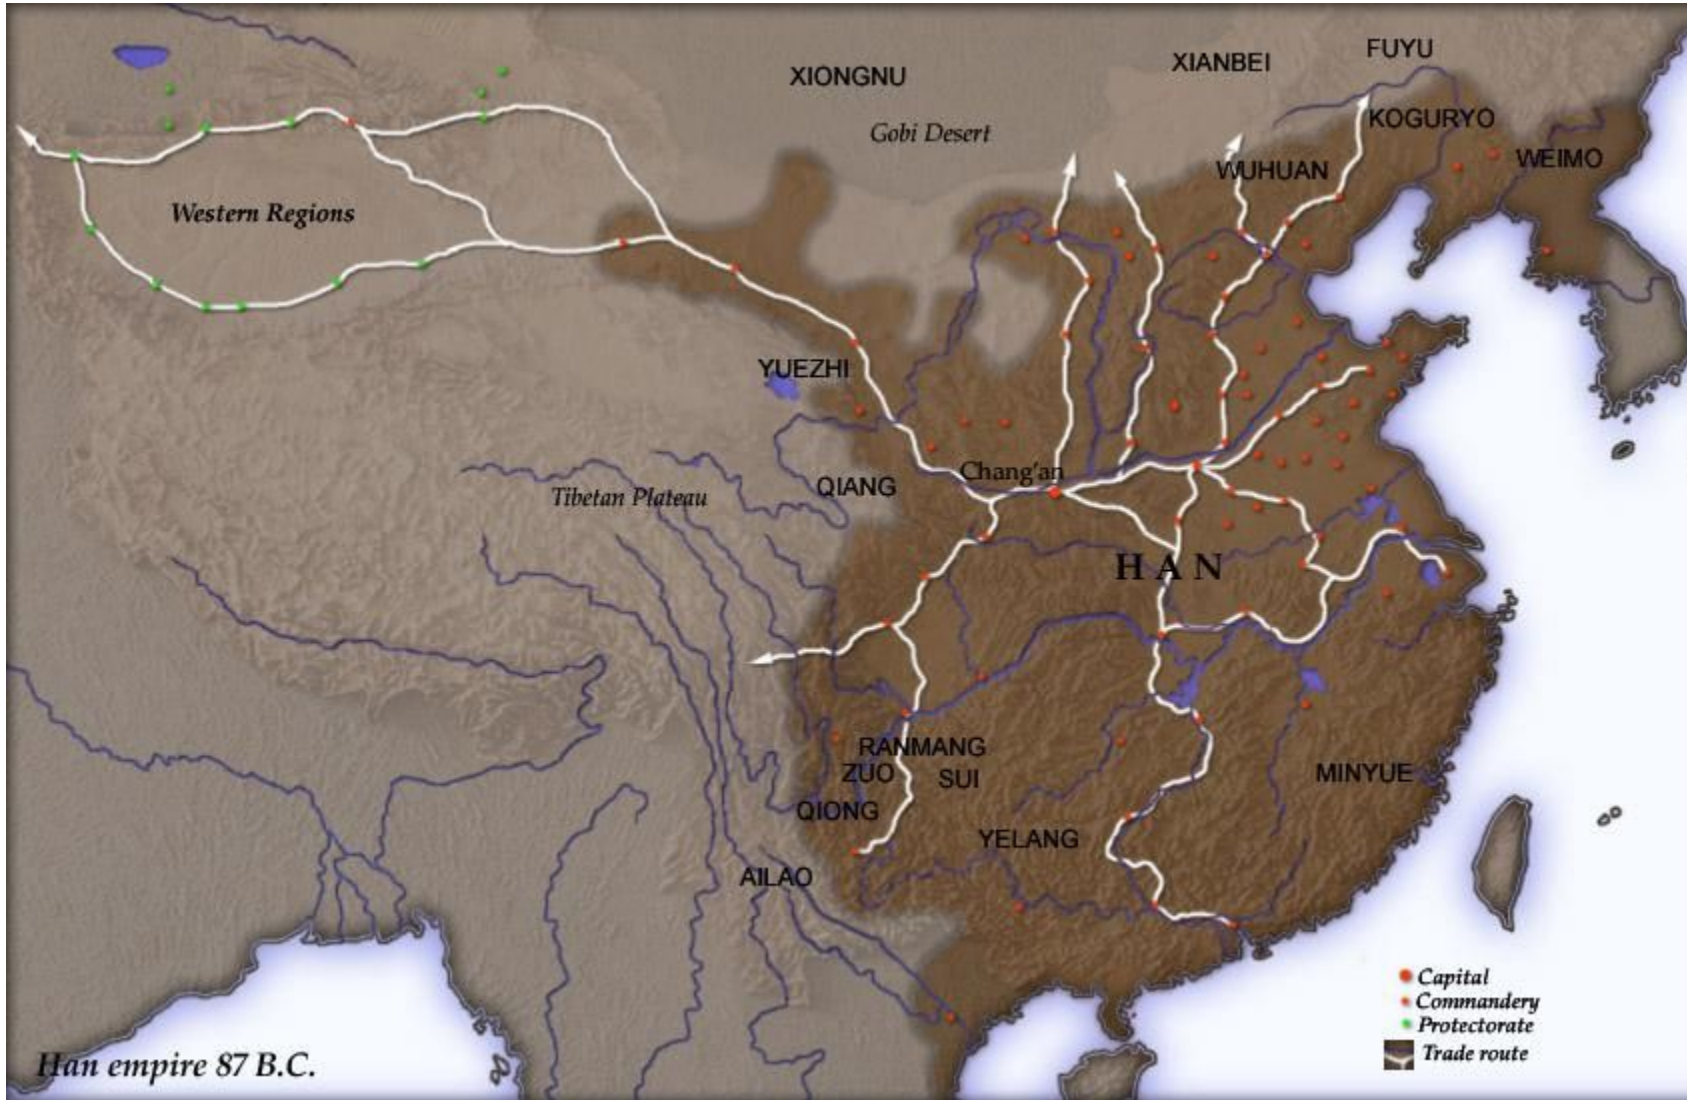 FUYU
XIANBEI
XIONGNU
KOGURYO
Gobi Desert
WEIMO
WUHUAN
Western Regions
YUEZHI
Chang'an
QIANG
Tibetan Plateau
HAN
RANMANG
ZUO
SUI
MINYUE
QIONG
YELANG
AILAO
Capital
Commandery
Protectorate
Trade route
Han empire 87 B.C.